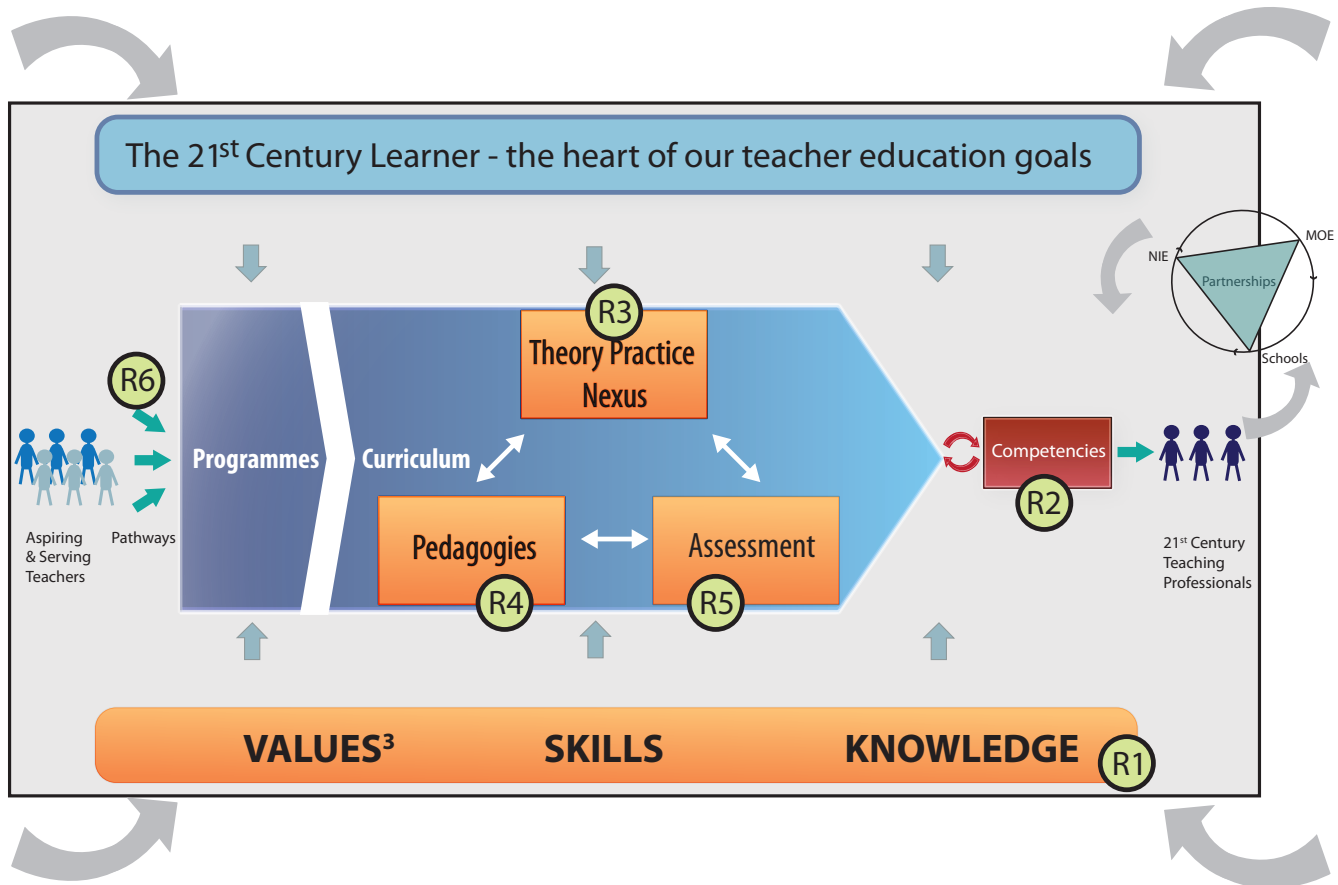 The 21st Century Learner - the heart of our teacher education goals
MOE
NIE
Partnerships
Schools
R3
Theory Practice
Nexus
R6
Programmes
Curriculum
Competencies
R2
Aspiring
& Serving
Teachers
Pathways
Pedagogies
R4
Assessment
R5
21st Century
Teaching
Professionals
VALUES³ SKILLS KNOWLEDGE
R1